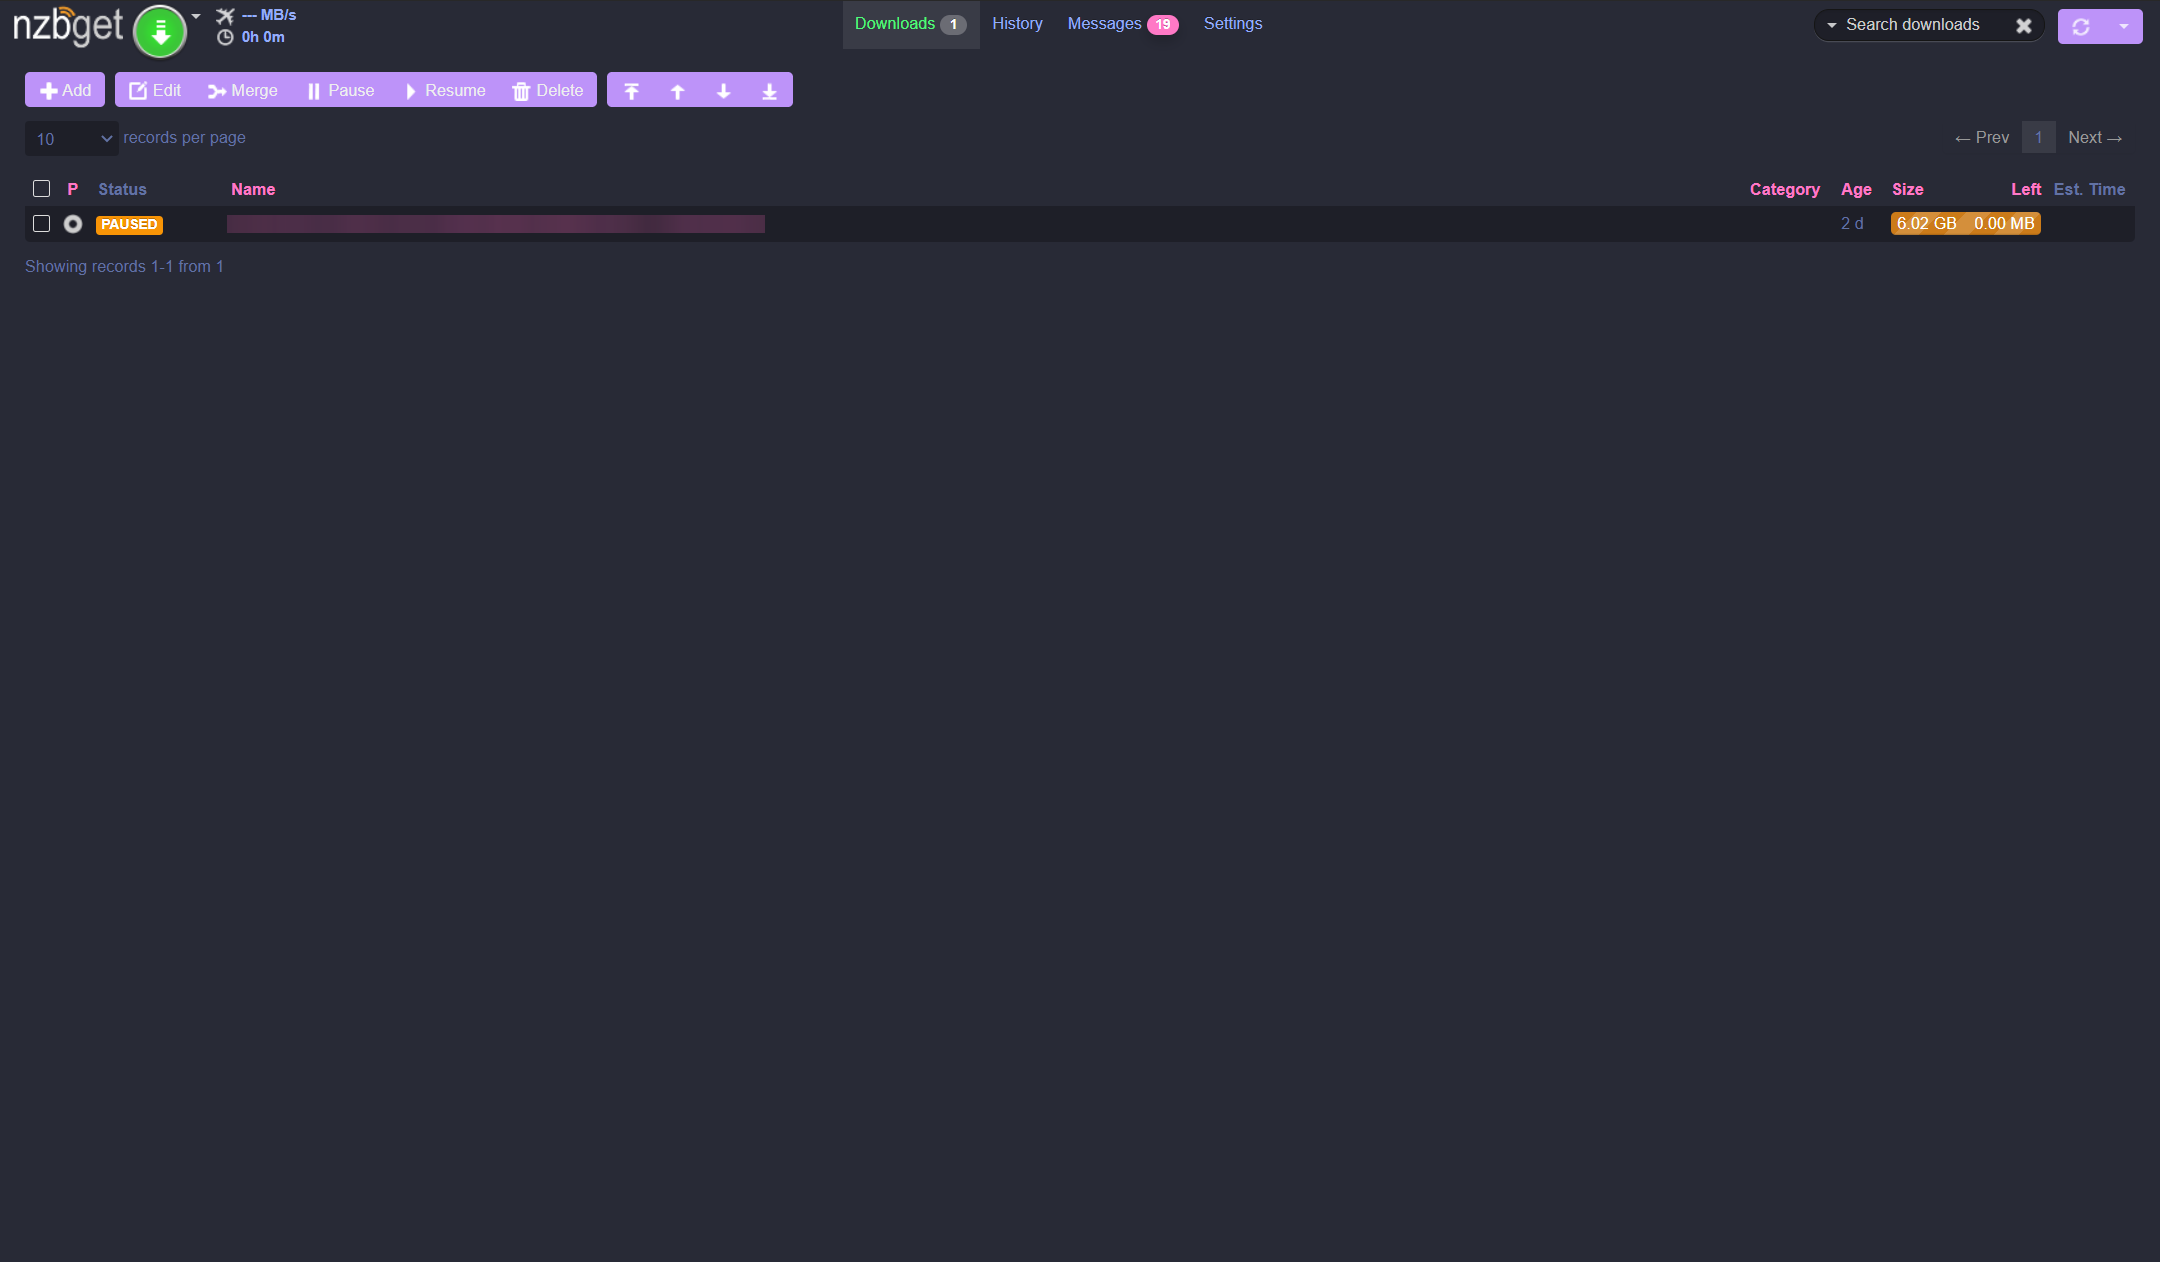 nzbget
--- MB/s
0h 0m
Downloads 1 History Messages 19 Settings
Search downloads
Add Edit Merge Pause Resume Delete
10 records per page
← Prev 1 Next →
P Status Name Category Age Size Left Est. Time
PAUSED 2 d 6.02 GB 0.00 MB
Showing records 1-1 from 1